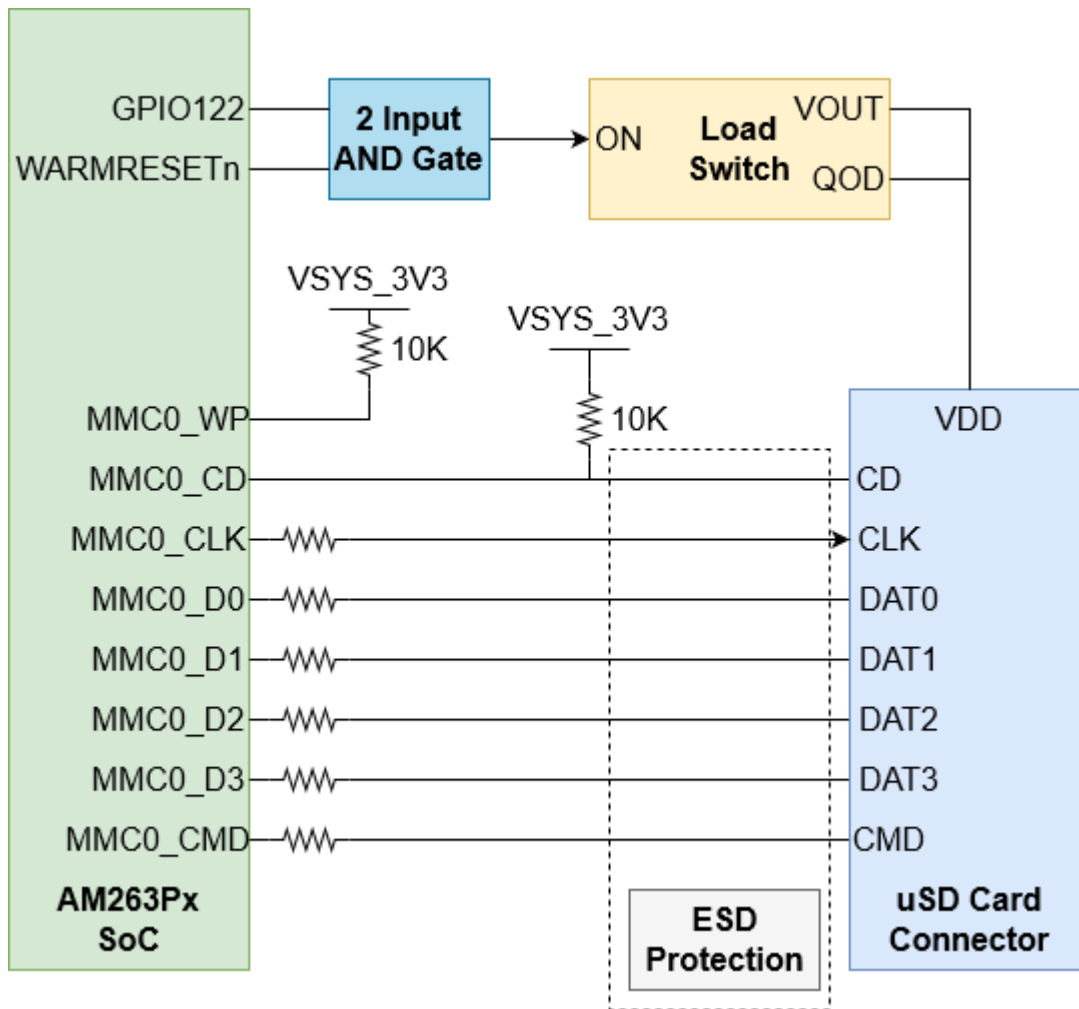 GPIO122
WARMRESETn
2 Input
AND Gate
ON
Load
Switch
VOUT
QOD
VSYS_3V3
10K
VSYS_3V3
10K
MMC0_WP
MMC0_CD
MMC0_CLK
MMC0_D0
MMC0_D1
MMC0_D2
MMC0_D3
MMC0_CMD
AM263Px
SoC
ESD
Protection
VDD
CD
CLK
DAT0
DAT1
DAT2
DAT3
CMD
uSD Card
Connector